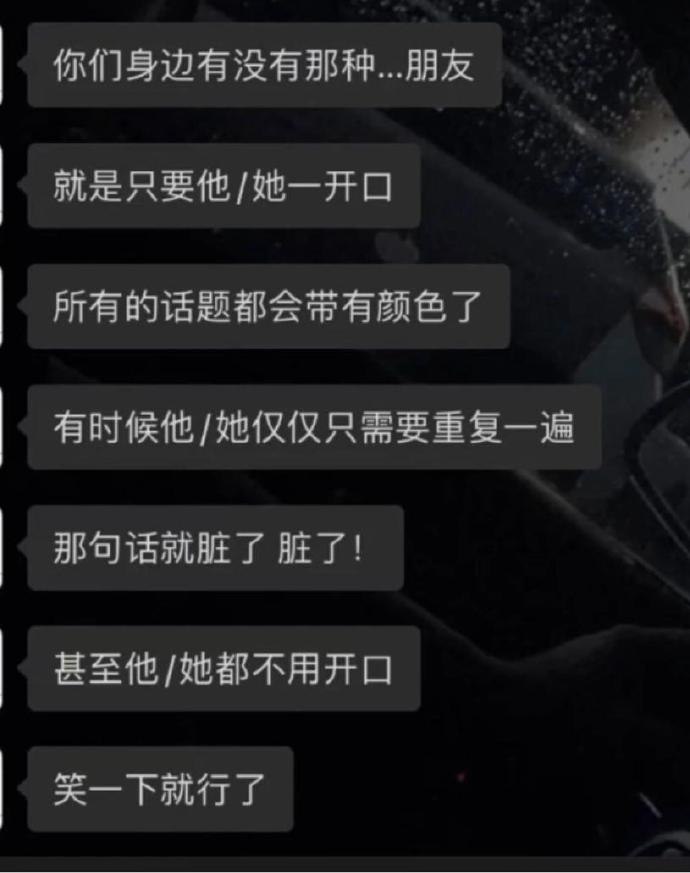 你们身边有没有那种...朋友
就是只要他/她一开口
所有的话题都会带有颜色了
有时候他/她仅仅只需要重复一遍
那句话就脏了 脏了！
甚至他/她都不用开口
笑一下就行了